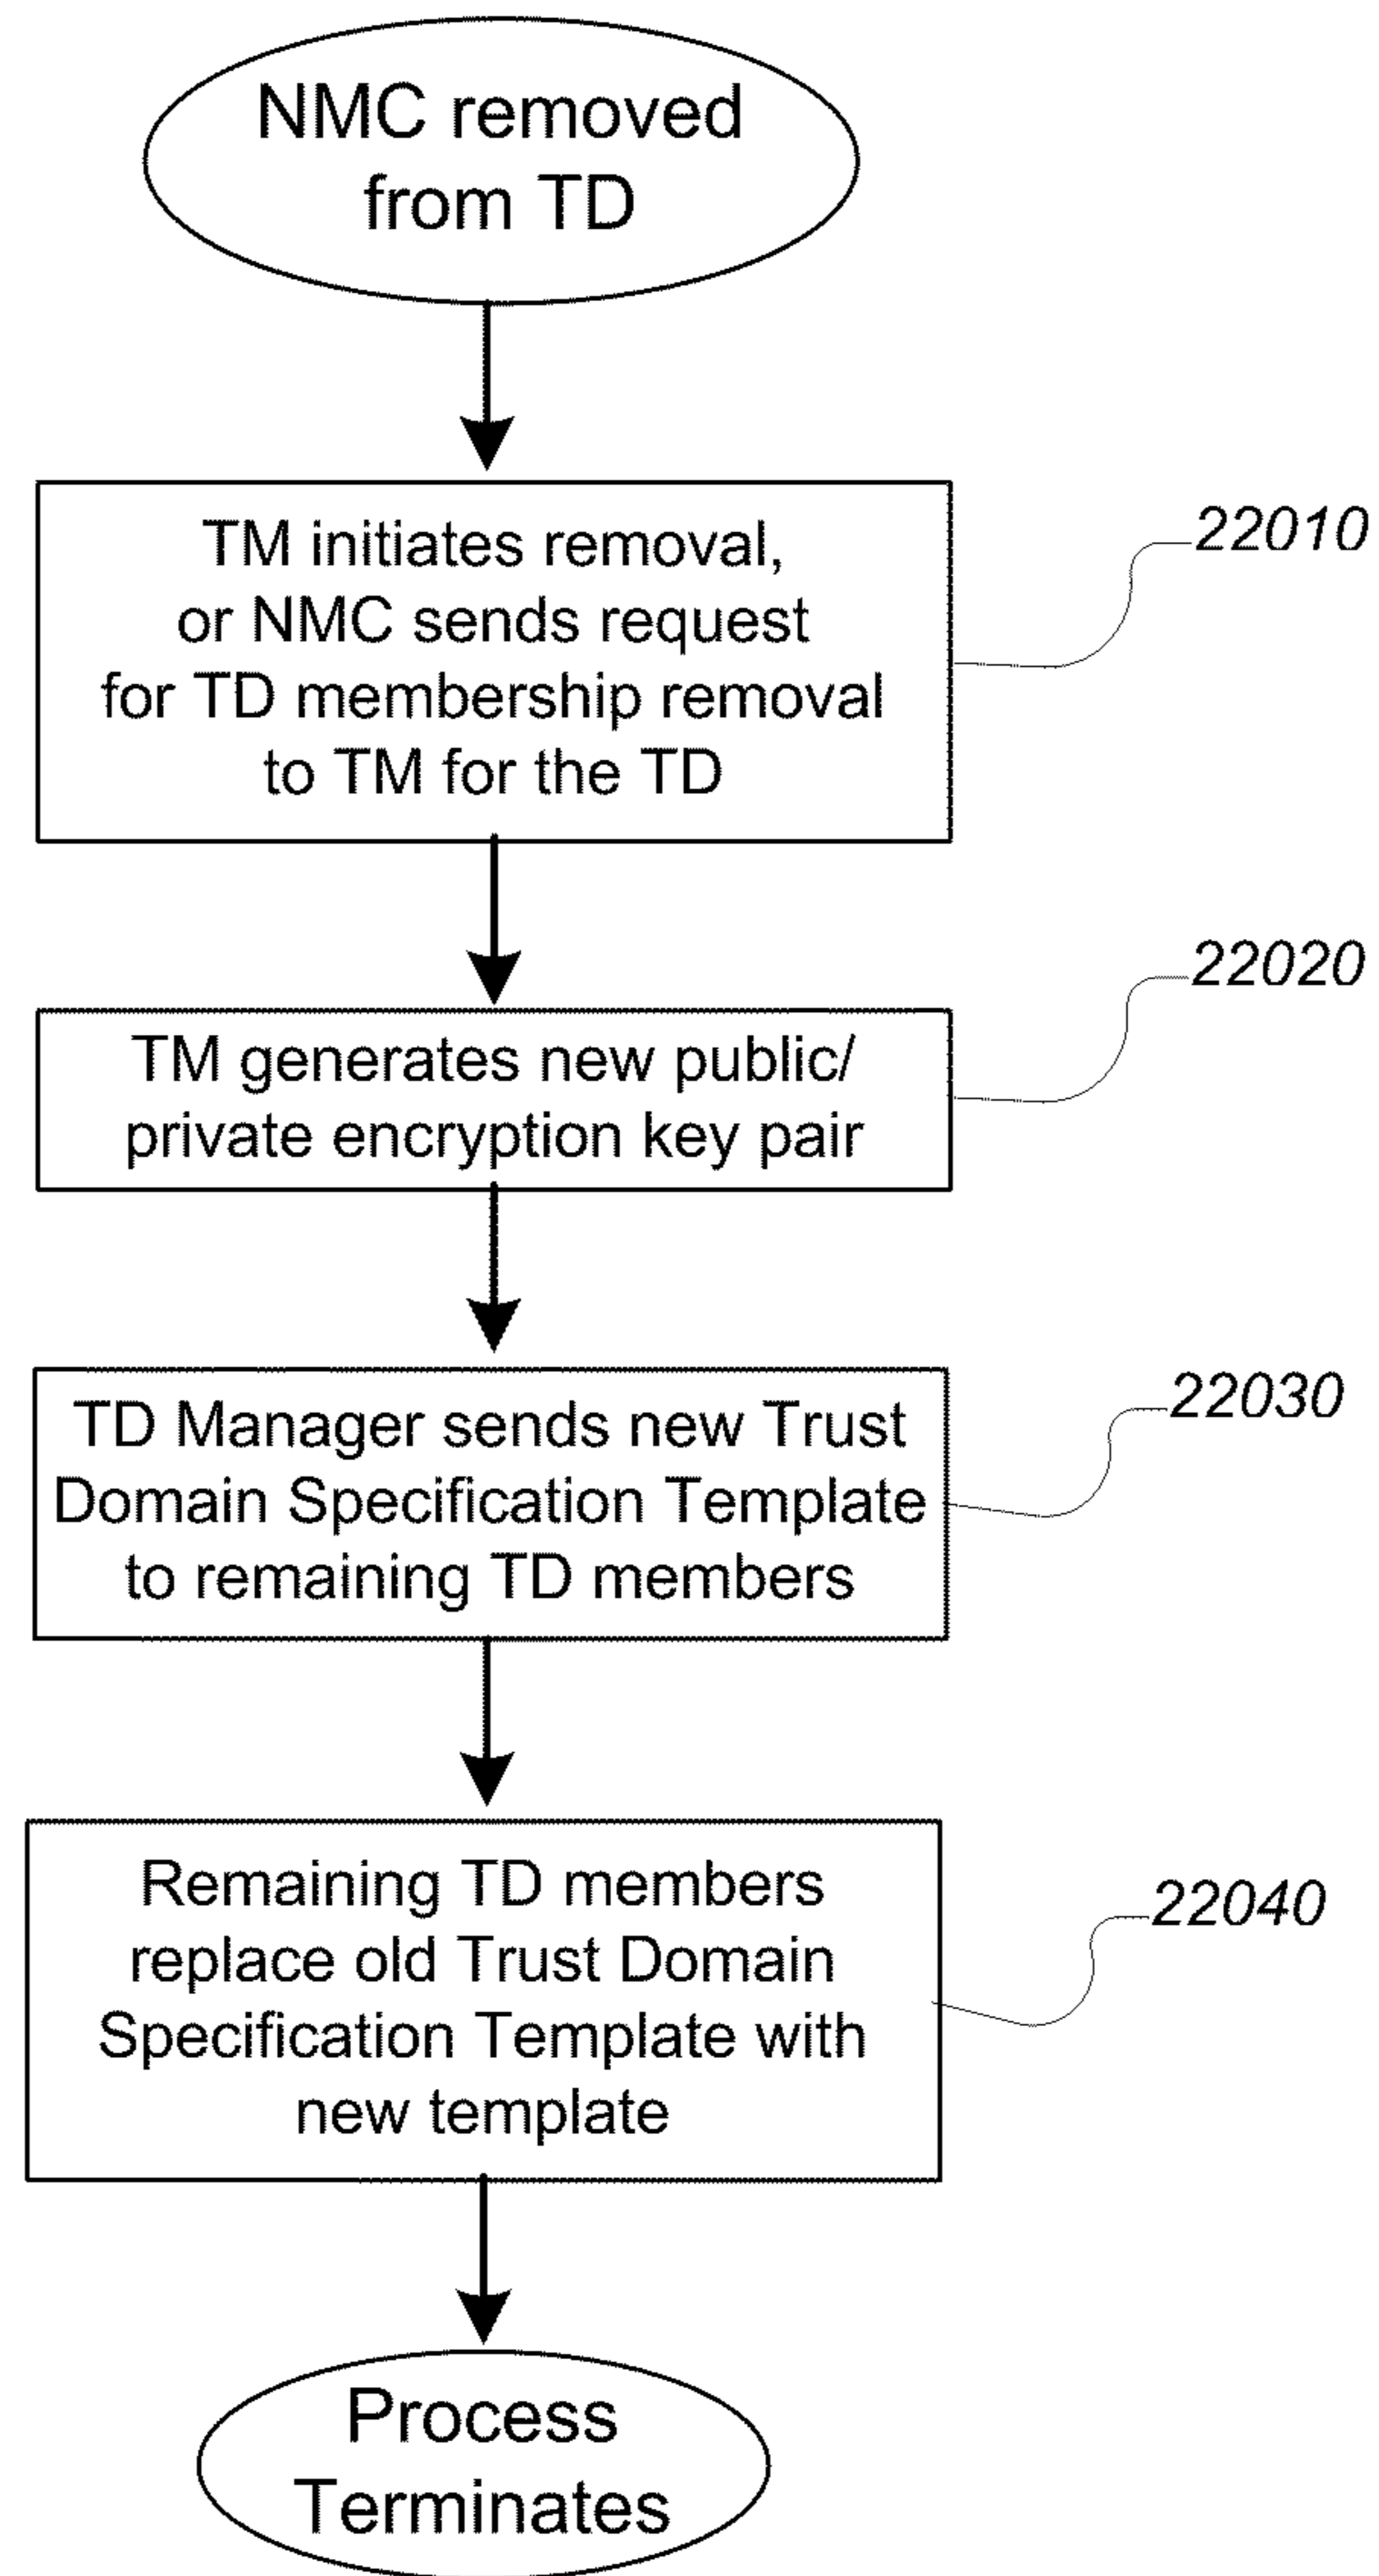 NMC removed
from TD
TM initiates removal,
or NMC sends request
for TD membership removal
to TM for the TD
22010
TM generates new public/
private encryption key pair
22020
TD Manager sends new Trust
Domain Specification Template
to remaining TD members
22030
Remaining TD members
replace old Trust Domain
Specification Template with
new template
22040
Process
Terminates